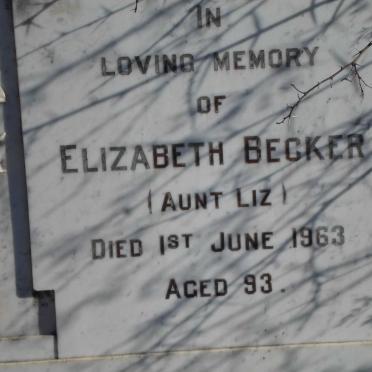 IN
LOVING MEMORY
OF
ELIZABETH BECKER
(AUNT LIZ)
DIED 1ST JUNE 1963
AGED 93.